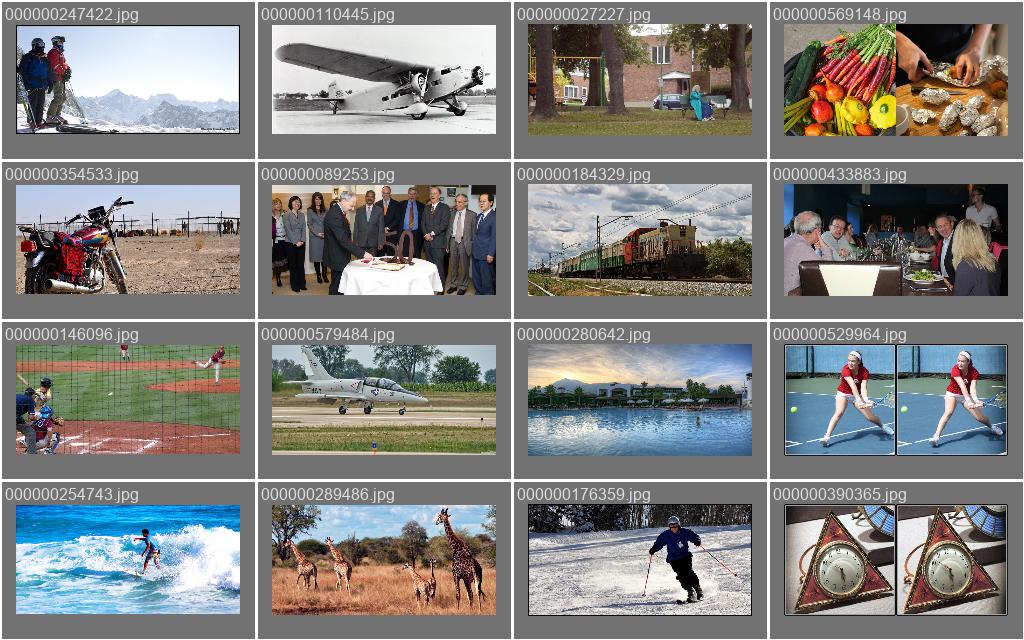 000000247422.jpg
000000110445.jpg
000000027227.jpg
000000569148.jpg
000000354533.jpg
000000089253.jpg
000000184329.jpg
000000433883.jpg
000000146096.jpg
000000579484.jpg
000000280642.jpg
000000529964.jpg
000000254743.jpg
000000289486.jpg
000000176359.jpg
000000390365.jpg